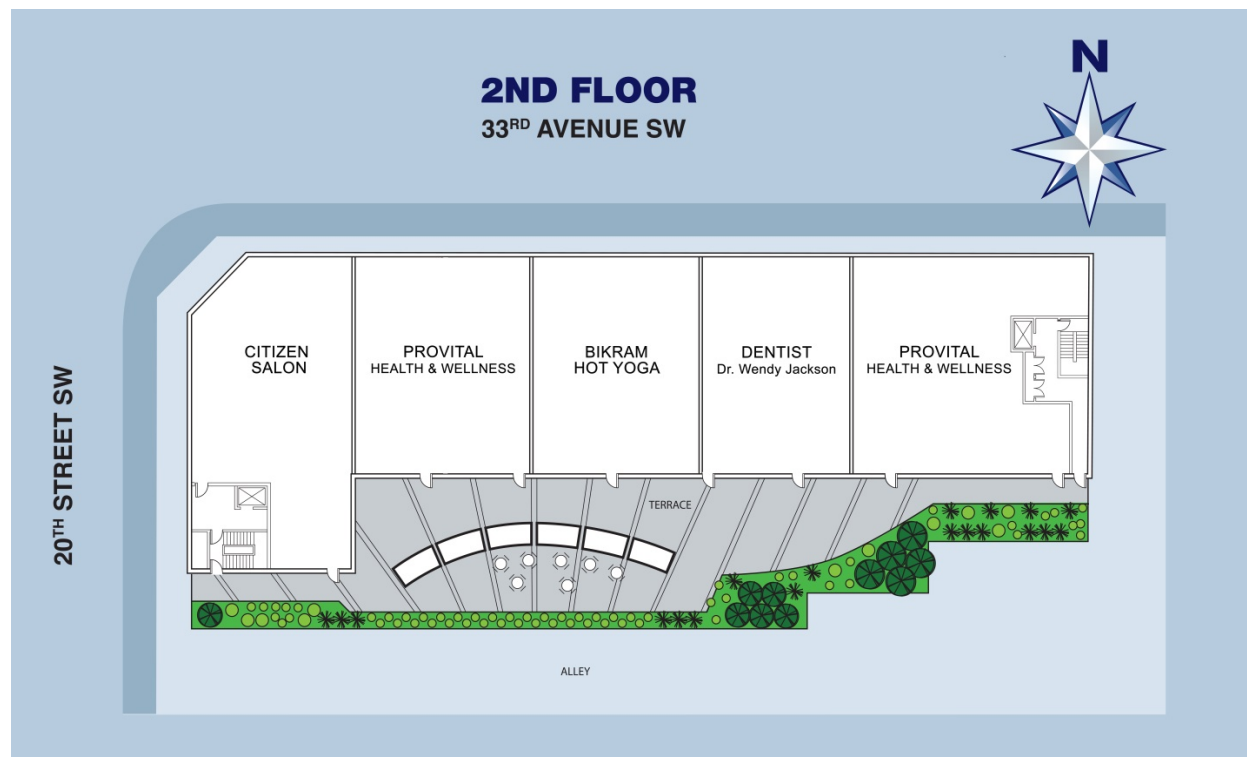 N
2ND FLOOR
33RD AVENUE SW
20TH STREET SW
CITIZEN
SALON
PROVITAL
HEALTH & WELLNESS
BIKRAM
HOT YOGA
DENTIST
Dr. Wendy Jackson
PROVITAL
HEALTH & WELLNESS
TERRACE
ALLEY